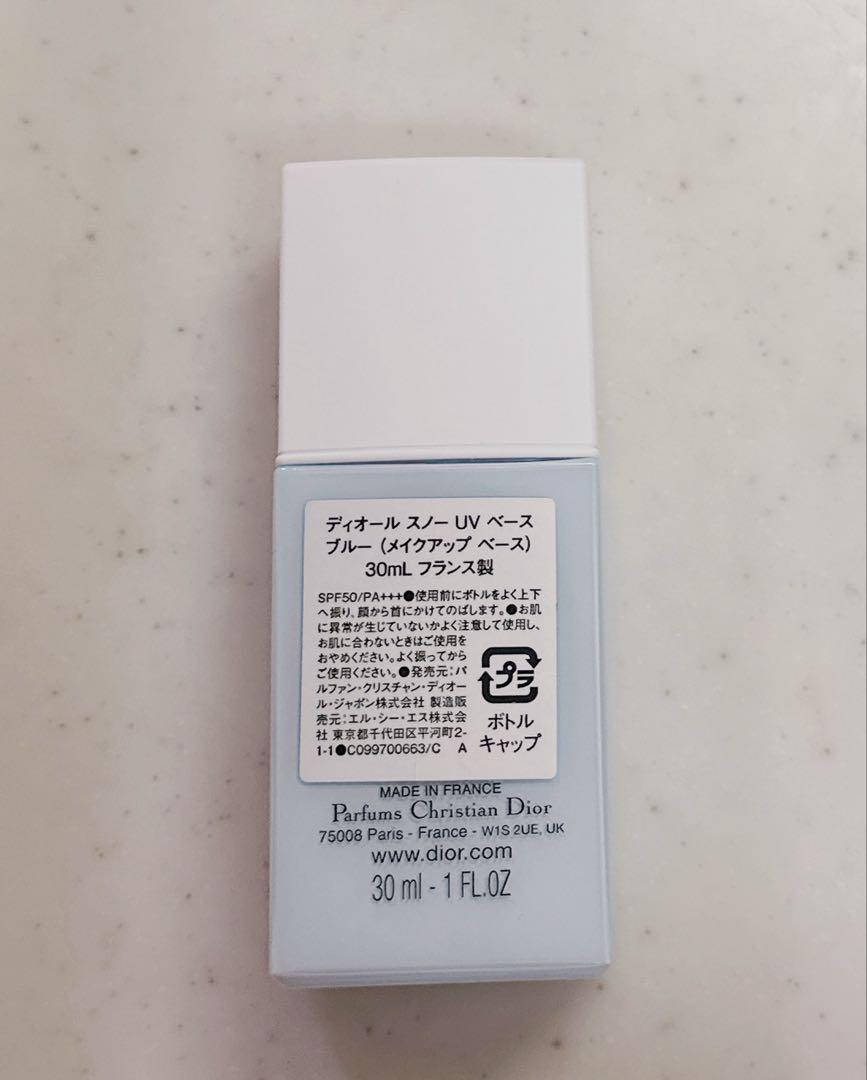 ディオール スノー UV ベース
ブルー (メイクアップ ベース)
30mL フランス製
SPF50/PA+++●使用前にボトルをよく上下
へ振り、顔から首にかけてのばします。●お肌
に異常が生じていないかよく注意して使用し、
お肌に合わないときはご使用を
おやめください。よく振ってから
ご使用ください。●発売元:パ
ルファン・クリスチャン・ディオー
ル・ジャポン株式会社 製造販
売元:エル・シー・エス株式会
社 東京都千代田区平河町2-
1-1●C099700663/C A
プラ
ボトル
キャップ
MADE IN FRANCE
Parfums Christian Dior
75008 Paris - France - W1S 2UE, UK
www.dior.com
30 ml - 1 FL.OZ